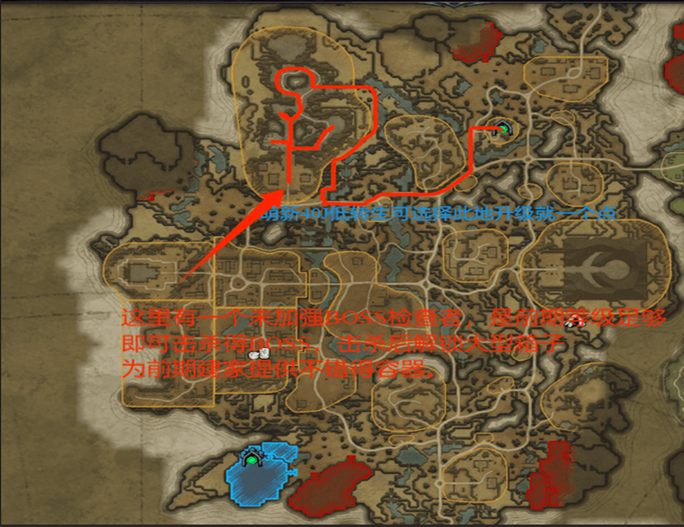 萌新40J低转生可选择此地升级就一个点
这里有一个未加强BOSS检查者，是前期等级足够
即可击杀得BOSS，击杀后解锁大型箱子
为前期建家提供不错得容器。